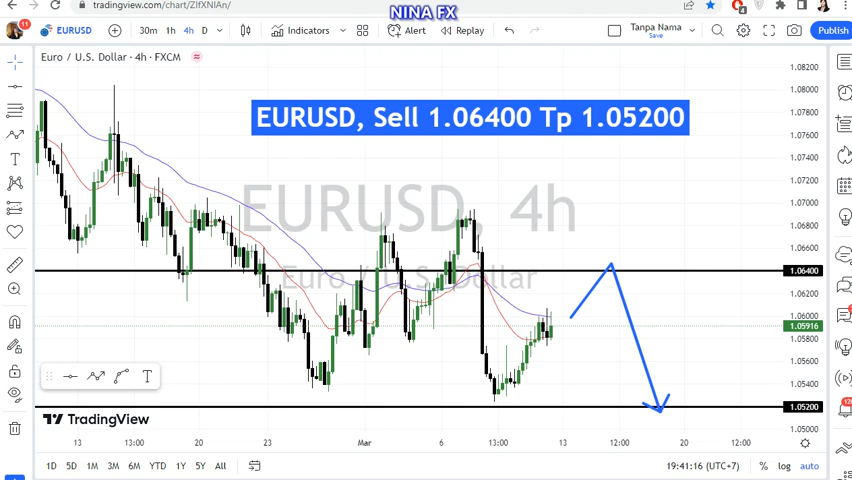 NINA FX
tradingview.com/chart/ZIfXNIAn/
11
EURUSD
30m 1h 4h D
Indicators
Alert
Replay
Tanpa Nama
Save
Publish
Euro / U.S. Dollar · 4h · FXCM
EURUSD, Sell 1.06400 Tp 1.05200
EURUSD, 4h
Euro / U.S. Dollar
1.08200
1.08000
1.07800
1.07600
1.07400
1.07200
1.07000
1.06800
1.06600
1.06400
1.06200
1.06000
1.05916
1.05800
1.05600
1.05400
1.05200
1.05000
T
TradingView
13 13:00 20 23 Mar 6 13:00 13 12:00 20 12:00
1D 5D 1M 3M 6M YTD 1Y 5Y All
19:41:16 (UTC+7) % log auto